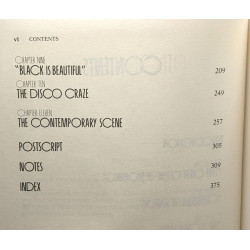 vi CONTENTS
CHAPTER NINE
"BLACK IS BEAUTIFUL" 209
CHAPTER TEN
THE DISCO CRAZE 249
CHAPTER ELEVEN
THE CONTEMPORARY SCENE 257
POSTSCRIPT 305
NOTES 309
INDEX 375